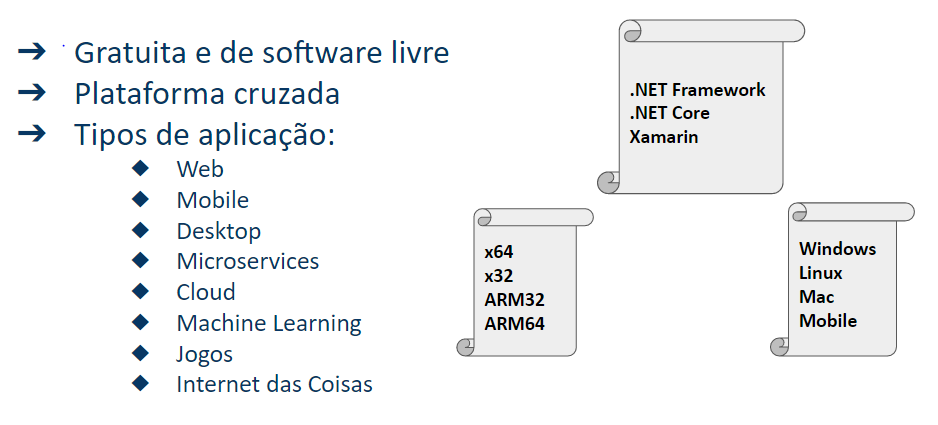 ➔ Gratuita e de software livre
➔ Plataforma cruzada
➔ Tipos de aplicação:
◆ Web
◆ Mobile
◆ Desktop
◆ Microservices
◆ Cloud
◆ Machine Learning
◆ Jogos
◆ Internet das Coisas
.NET Framework
.NET Core
Xamarin
x64
x32
ARM32
ARM64
Windows
Linux
Mac
Mobile